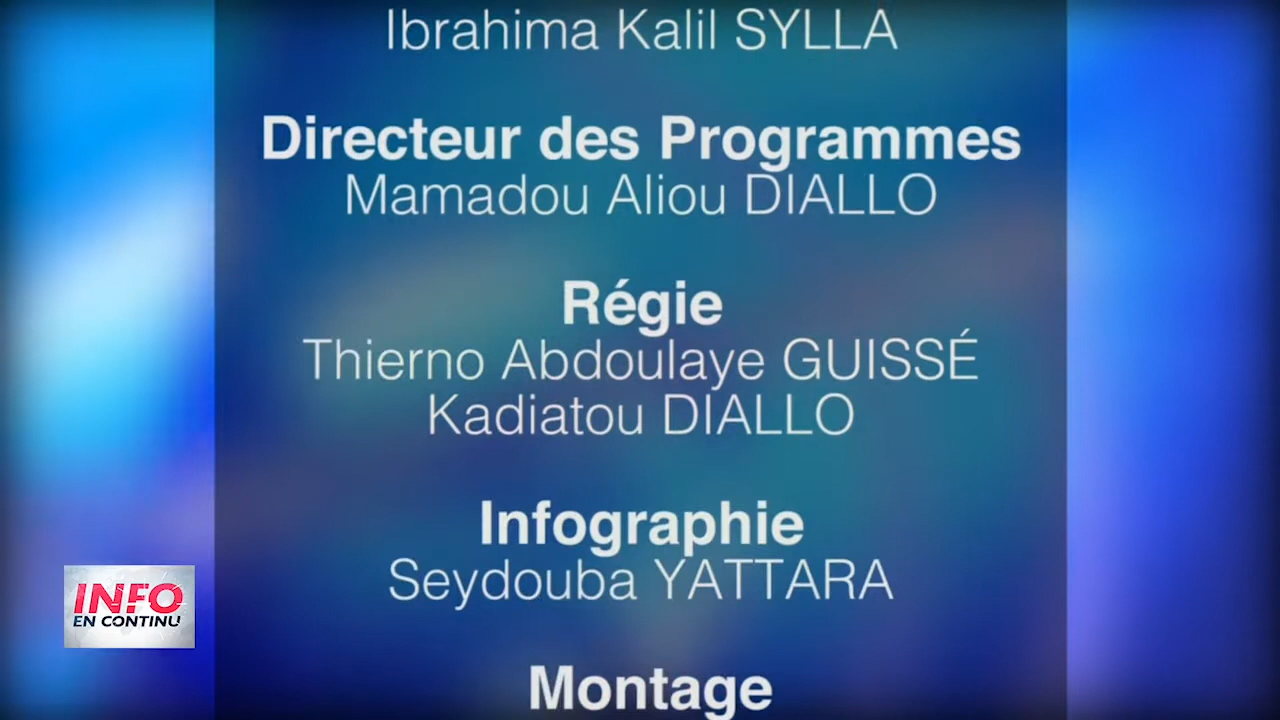 Ibrahima Kalil SYLLA
Directeur des Programmes
Mamadou Aliou DIALLO
Régie
Thierno Abdoulaye GUISSÉ
Kadiatou DIALLO
Infographie
Seydouba YATTARA
INFO
EN CONTINU
Montage